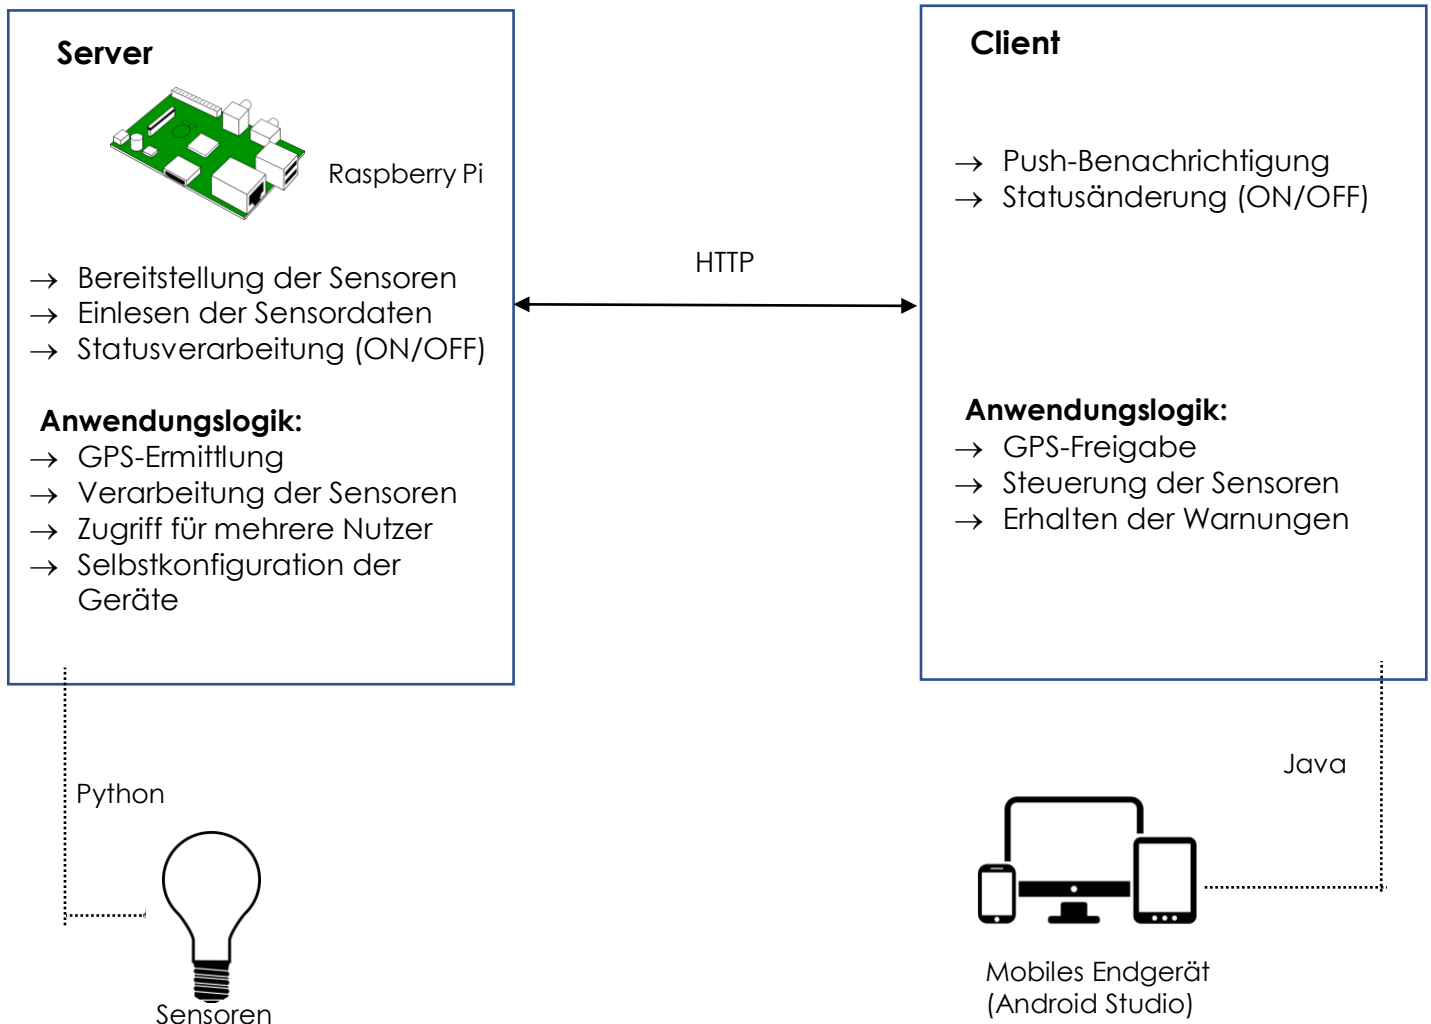 Server
Raspberry Pi
→ Bereitstellung der Sensoren
→ Einlesen der Sensordaten
→ Statusverarbeitung (ON/OFF)
Anwendungslogik:
→ GPS-Ermittlung
→ Verarbeitung der Sensoren
→ Zugriff für mehrere Nutzer
→ Selbstkonfiguration der
Geräte
HTTP
Client
→ Push-Benachrichtigung
→ Statusänderung (ON/OFF)
Anwendungslogik:
→ GPS-Freigabe
→ Steuerung der Sensoren
→ Erhalten der Warnungen
Python
Sensoren
Java
Mobiles Endgerät
(Android Studio)